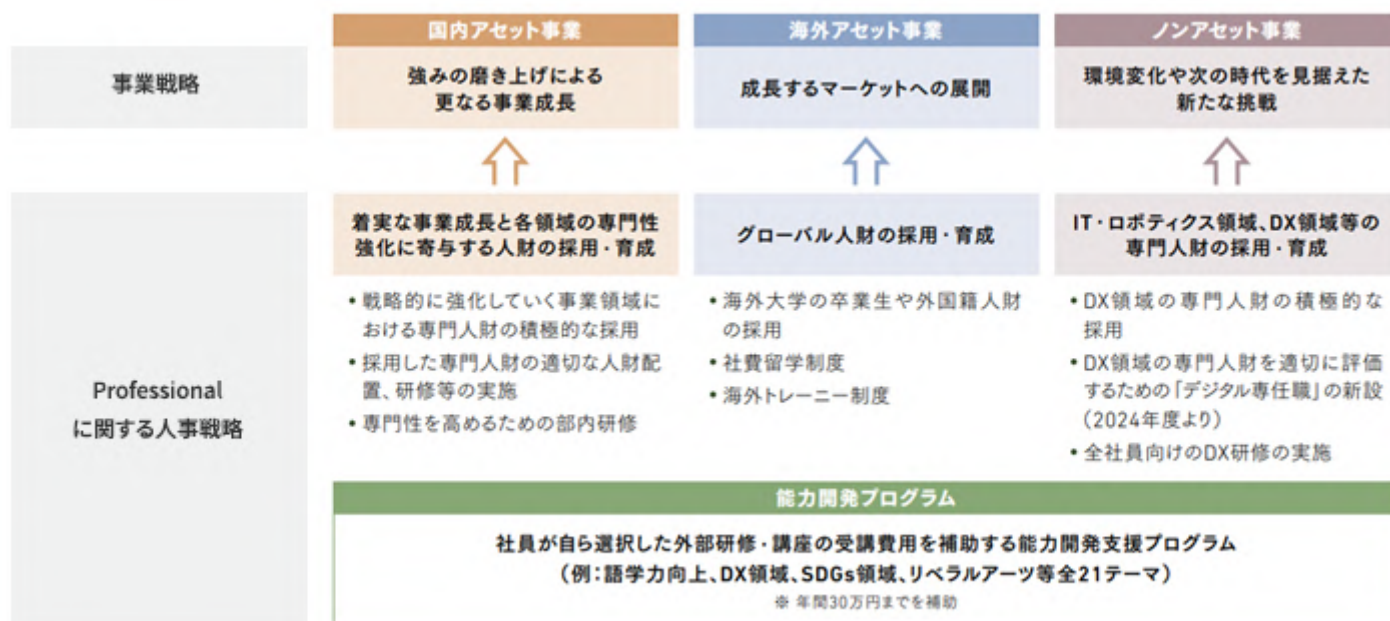 国内アセット事業
海外アセット事業
ノンアセット事業
事業戦略
強みの磨き上げによる
更なる事業成長
成長するマーケットへの展開
環境変化や次の時代を見据えた
新たな挑戦
Professional
に関する人事戦略
着実な事業成長と各領域の専門性
強化に寄与する人財の採用・育成
•戦略的に強化していく事業領域に
おける専門人財の積極的な採用
•採用した専門人財の適切な人財配
置、研修等の実施
•専門性を高めるための部内研修
グローバル人財の採用・育成
•海外大学の卒業生や外国籍人財
の採用
•社費留学制度
•海外トレーニー制度
IT・ロボティクス領域、DX領域等の
専門人財の採用・育成
•DX領域の専門人財の積極的な
採用
•DX領域の専門人財を適切に評価
するための「デジタル専任職」の新設
(2024年度より)
•全社員向けのDX研修の実施
能力開発プログラム
社員が自ら選択した外部研修・講座の受講費用を補助する能力開発支援プログラム
(例:語学力向上、DX領域、SDGs領域、リベラルアーツ等全21テーマ)
※ 年間30万円までを補助